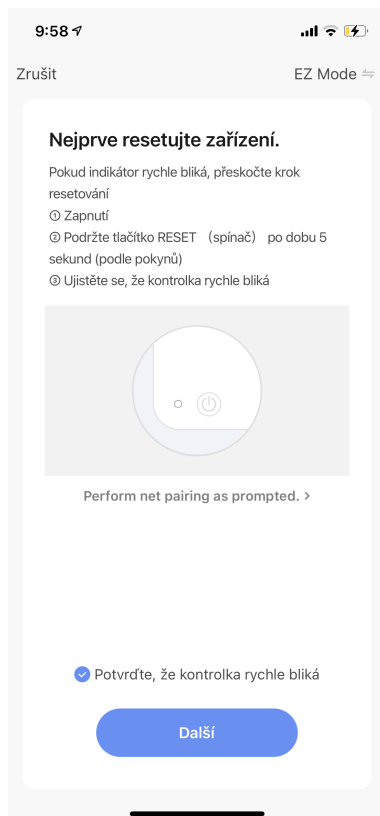 9:58
Zrušit
EZ Mode
Nejprve resetujte zařízení.
Pokud indikátor rychle bliká, přeskočte krok
resetování
① Zapnutí
② Podržte tlačítko RESET （spínač） po dobu 5
sekund (podle pokynů)
③ Ujistěte se, že kontrolka rychle bliká
Perform net pairing as prompted. >
Potvrďte, že kontrolka rychle bliká
Další